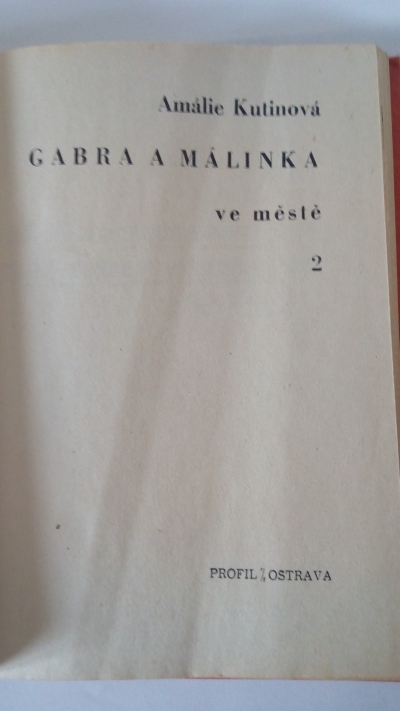 Amálie Kutinová
GABRA A MÁLINKA
ve městě
2
PROFIL OSTRAVA